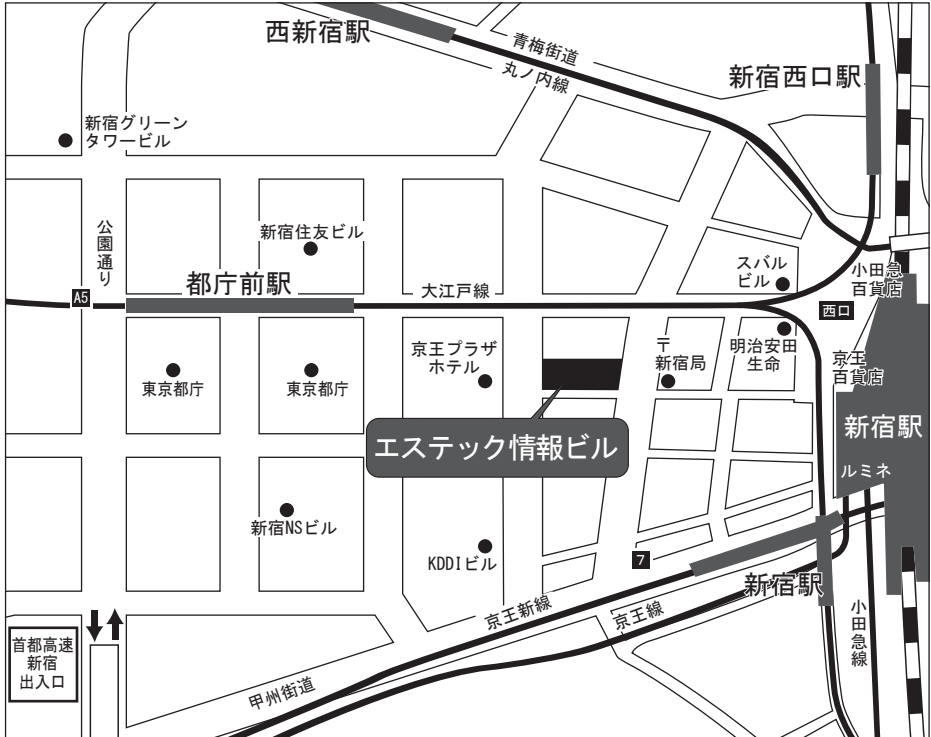 西新宿駅
青梅街道
丸ノ内線
新宿西口駅
新宿グリーン
タワービル
公園通り
新宿住友ビル
スバル
ビル
小田急
百貨店
都庁前駅
大江戸線
A5
西口
東京都庁
東京都庁
京王プラザ
ホテル
〒
新宿局
明治安田
生命
京王
百貨店
エステック情報ビル
新宿駅
ルミネ
新宿NSビル
KDDIビル
7
新宿駅
京王新線
京王線
小田急線
首都高速
新宿
出入口
甲州街道